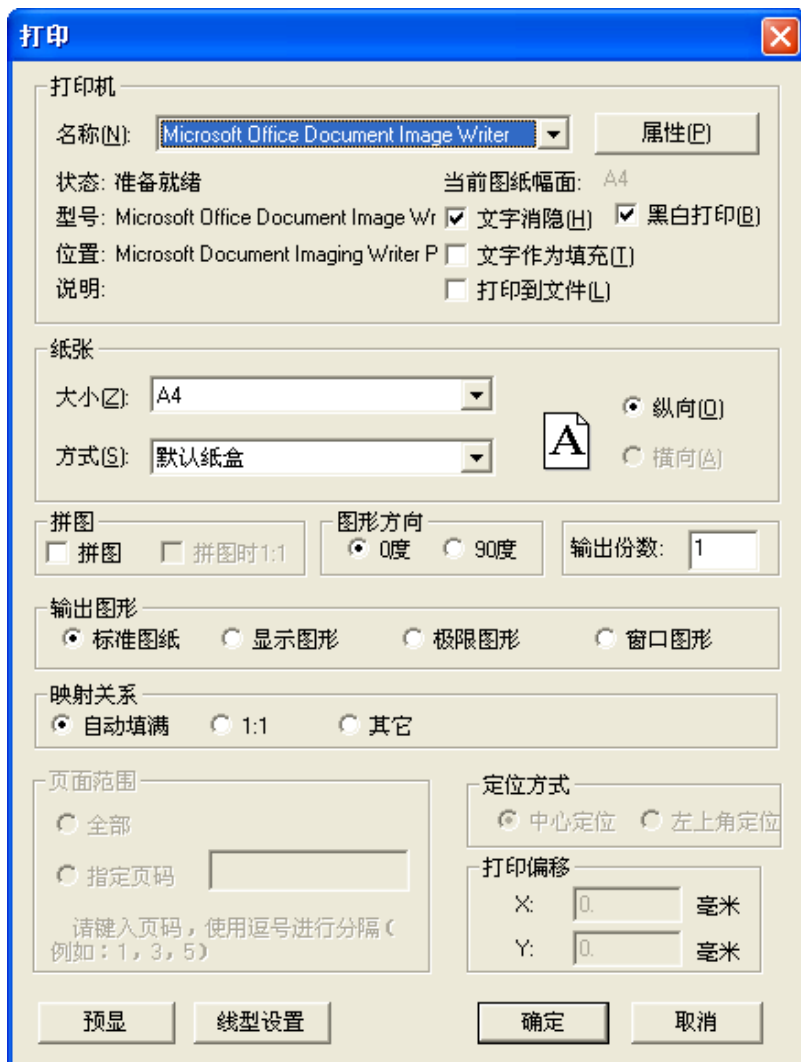 打印
打印机
名称(N): Microsoft Office Document Image Writer 属性(P)
状态: 准备就绪 当前图纸幅面: A4
型号: Microsoft Office Document Image Wr 文字消隐(H) 黑白打印(B)
位置: Microsoft Document Imaging Writer P 文字作为填充(T)
说明: 打印到文件(L)
纸张
大小(Z): A4 纵向(O)
方式(S): 默认纸盒 A 横向(A)
拼图 图形方向
拼图 拼图时1:1 0度 90度 输出份数: 1
输出图形
标准图纸 显示图形 极限图形 窗口图形
映射关系
自动填满 1:1 其它
页面范围 定位方式
全部 中心定位 左上角定位
指定页码 打印偏移
X: 0. 毫米
请键入页码，使用逗号进行分隔(
例如：1，3，5) Y: 0. 毫米
预显 线型设置 确定 取消